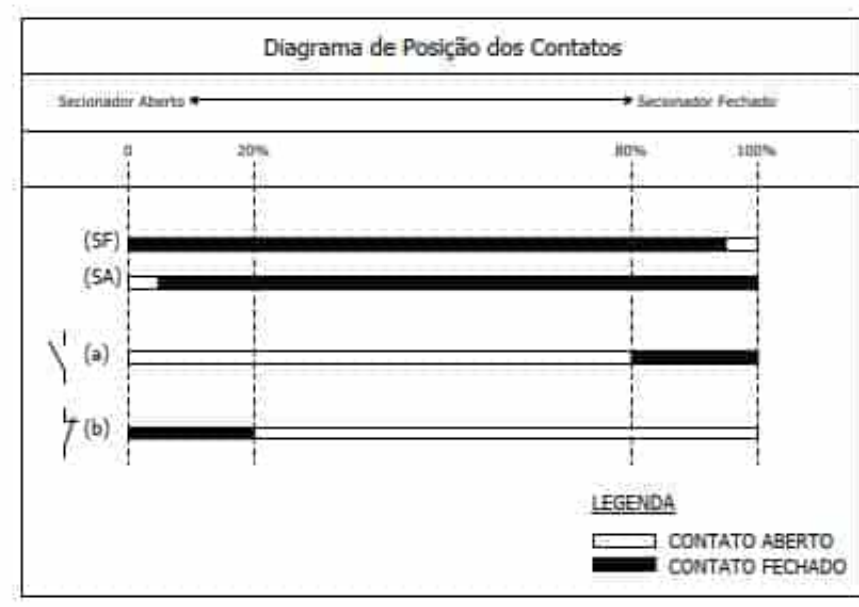 Diagrama de Posição dos Contatos
Secionador Aberto Secionador Fechado
0 20% 80% 100%
(SF)
(SA)
(a)
(b)
LEGENDA
CONTATO ABERTO
CONTATO FECHADO